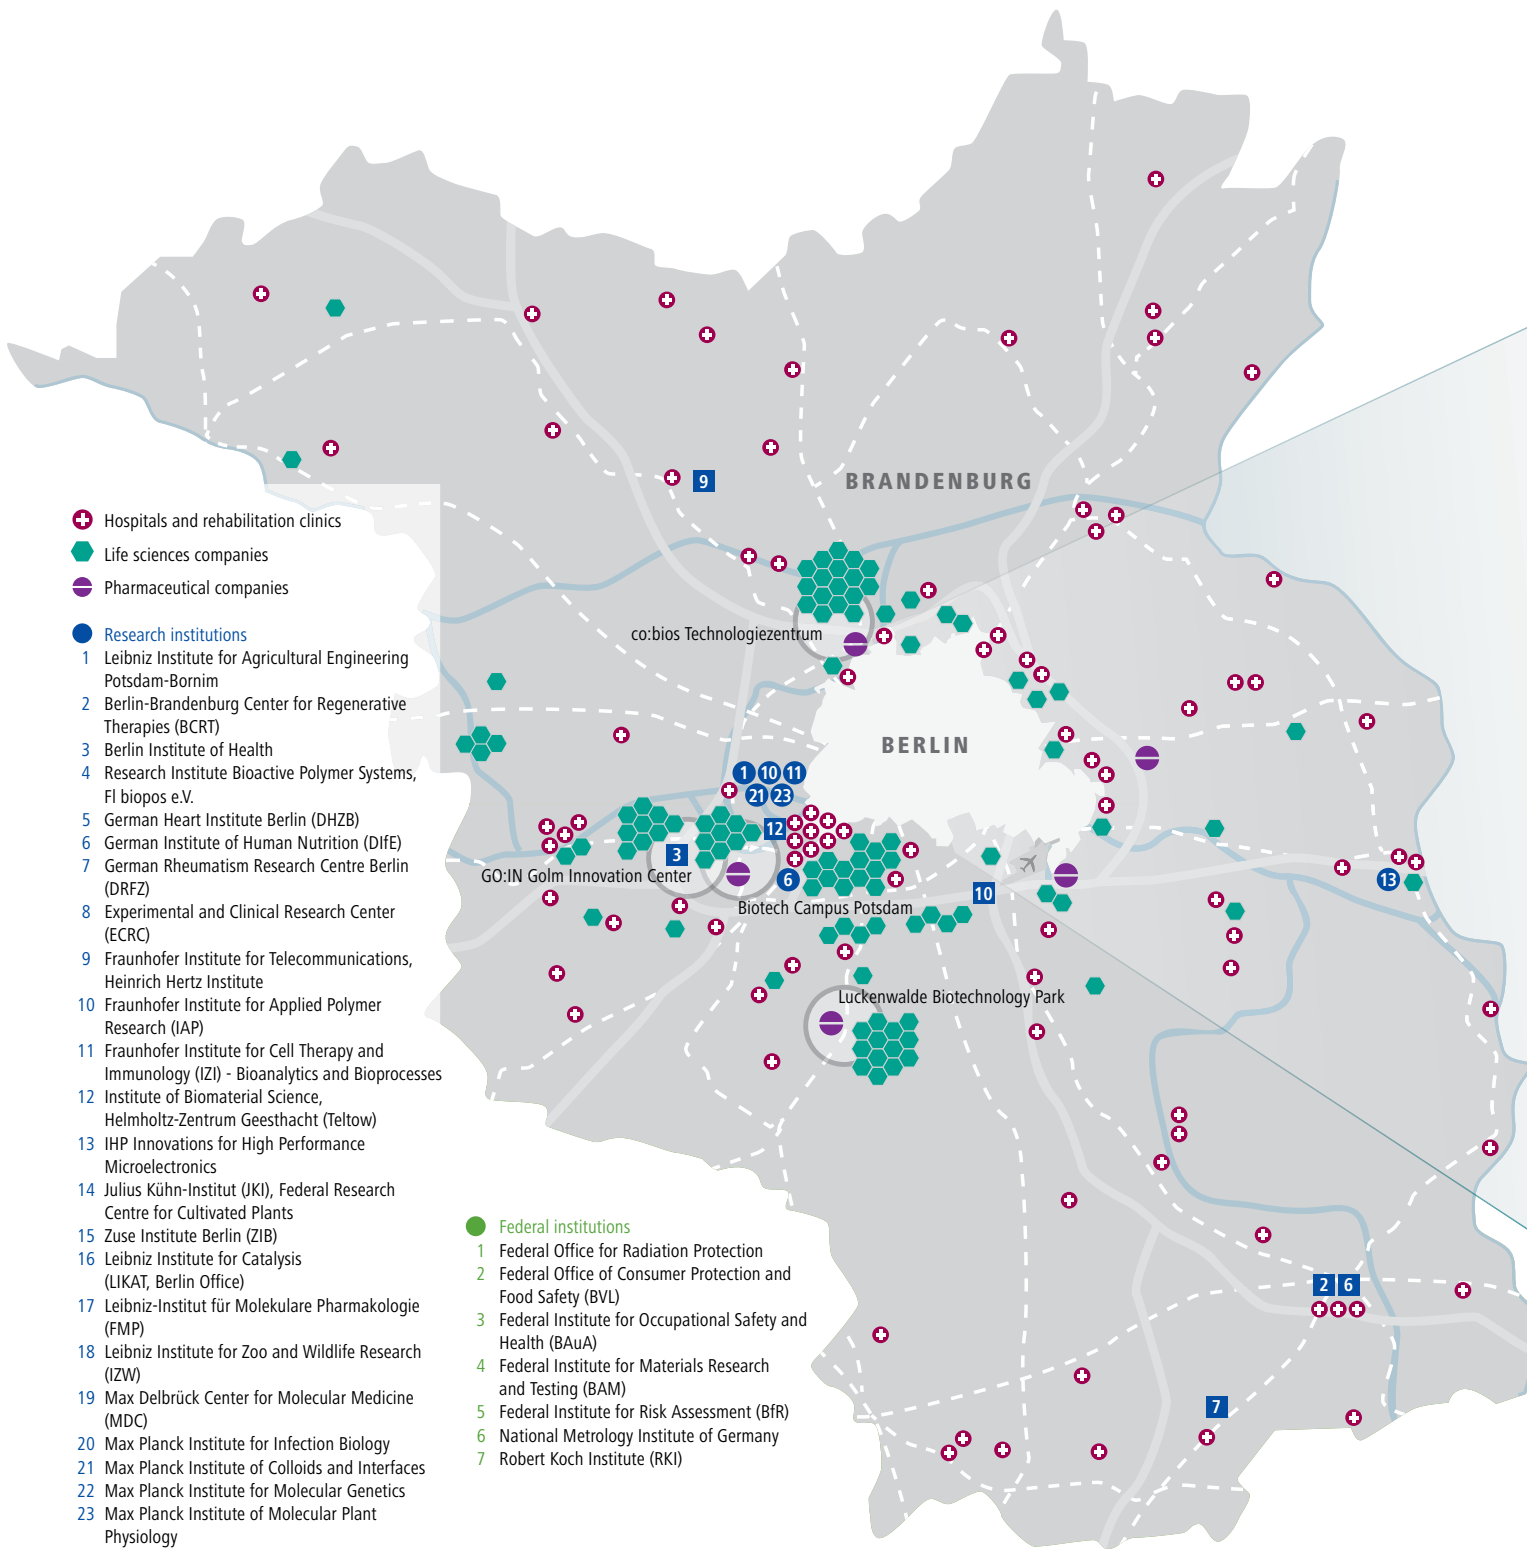 9
BRANDENBURG
Hospitals and rehabilitation clinics
Life sciences companies
Pharmaceutical companies
co:bios Technologiezentrum
BERLIN
1 10 11
21 23
12
3
GO:IN Golm Innovation Center
6
13
10
Biotech Campus Potsdam
Luckenwalde Biotechnology Park
2 6
7
Research institutions
1 Leibniz Institute for Agricultural Engineering
Potsdam-Bornim
2 Berlin-Brandenburg Center for Regenerative
Therapies (BCRT)
3 Berlin Institute of Health
4 Research Institute Bioactive Polymer Systems,
Fl biopos e.V.
5 German Heart Institute Berlin (DHZB)
6 German Institute of Human Nutrition (DIfE)
7 German Rheumatism Research Centre Berlin
(DRFZ)
8 Experimental and Clinical Research Center
(ECRC)
9 Fraunhofer Institute for Telecommunications,
Heinrich Hertz Institute
10 Fraunhofer Institute for Applied Polymer
Research (IAP)
11 Fraunhofer Institute for Cell Therapy and
Immunology (IZI) - Bioanalytics and Bioprocesses
12 Institute of Biomaterial Science,
Helmholtz-Zentrum Geesthacht (Teltow)
13 IHP Innovations for High Performance
Microelectronics
14 Julius Kühn-Institut (JKI), Federal Research
Centre for Cultivated Plants
15 Zuse Institute Berlin (ZIB)
16 Leibniz Institute for Catalysis
(LIKAT, Berlin Office)
17 Leibniz-Institut für Molekulare Pharmakologie
(FMP)
18 Leibniz Institute for Zoo and Wildlife Research
(IZW)
19 Max Delbrück Center for Molecular Medicine
(MDC)
20 Max Planck Institute for Infection Biology
21 Max Planck Institute of Colloids and Interfaces
22 Max Planck Institute for Molecular Genetics
23 Max Planck Institute of Molecular Plant
Physiology
Federal institutions
1 Federal Office for Radiation Protection
2 Federal Office of Consumer Protection and
Food Safety (BVL)
3 Federal Institute for Occupational Safety and
Health (BAuA)
4 Federal Institute for Materials Research
and Testing (BAM)
5 Federal Institute for Risk Assessment (BfR)
6 National Metrology Institute of Germany
7 Robert Koch Institute (RKI)